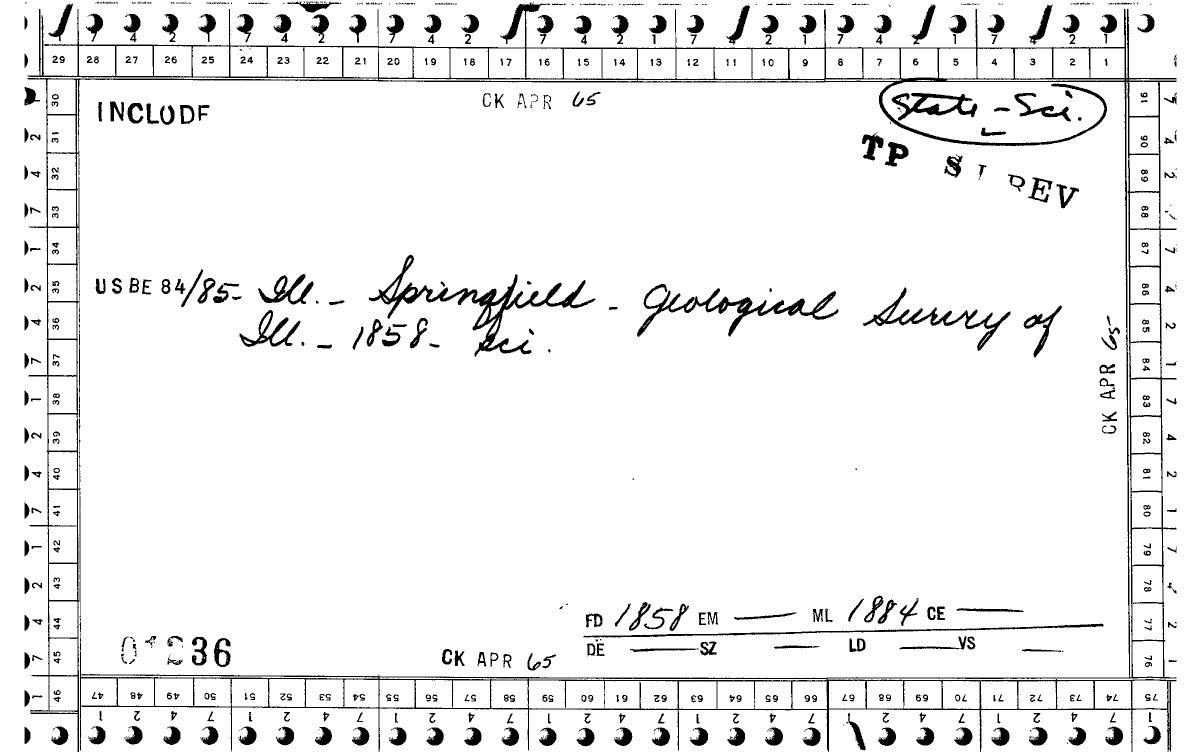 7 4 2 1 7 4 2 1 7 4 2 1 7 4 2 1 7 4 2 1 7 4 2 1 7 4 2 1
29 28 27 26 25 24 23 22 21 20 19 18 17 16 15 14 13 12 11 10 9 8 7 6 5 4 3 2 1
INCLUDE
CK APR 65
State - Sci.
TP REV
USBE 84/85- Ill. - Springfield - Geological Survey of
Ill. - 1858 - Sci.
FD 1858 EM — ML 1884 CE —
DE — SZ — LD — VS —
01236
CK APR 65
CK APR 65
30 31 32 33 34 35 36 37 38 39 40 41 42 43 44 45 46
91 90 89 88 87 86 85 84 83 82 81 80 79 78 77 76 75
47 48 49 50 51 52 53 54 55 56 57 58 59 60 61 62 63 64 65 66 67 68 69 70 71 72 73 74
1 2 4 7 1 2 4 7 1 2 4 7 1 2 4 7 1 2 4 7 1 2 4 7 1 2 4 7 1